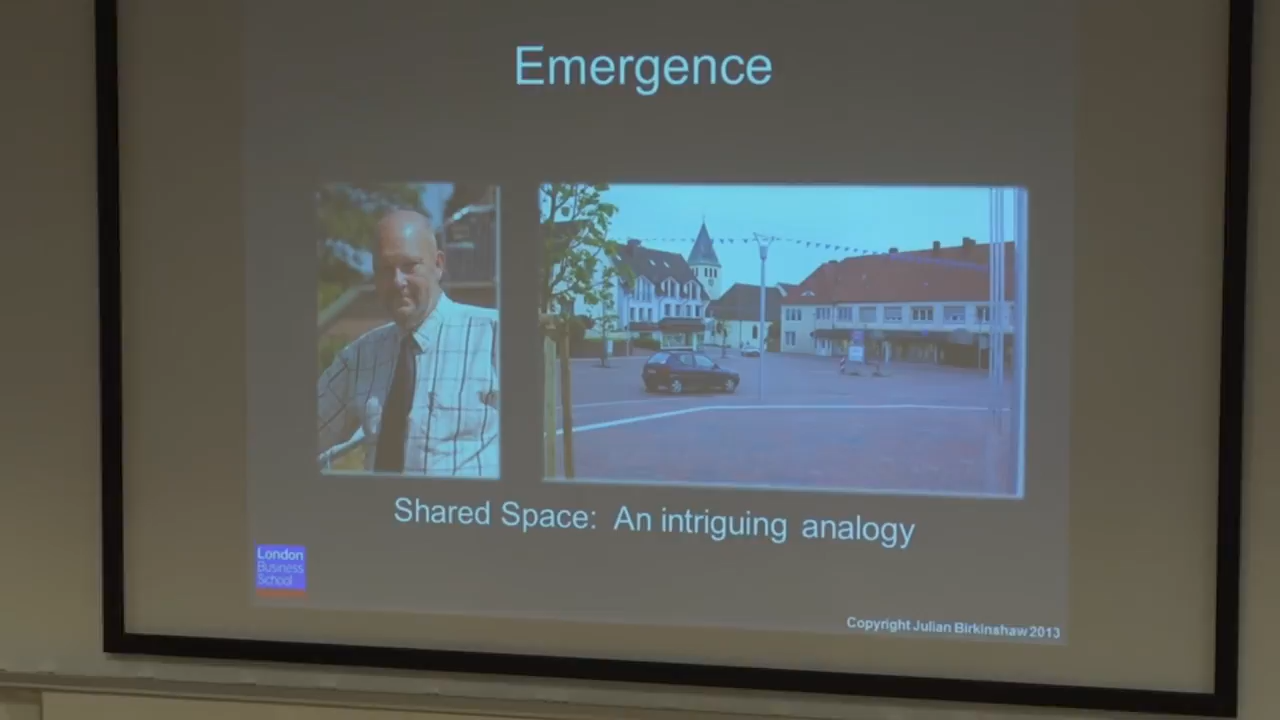 Emergence
Shared Space: An intriguing analogy
London
Business
School
Copyright Julian Birkinshaw 2013